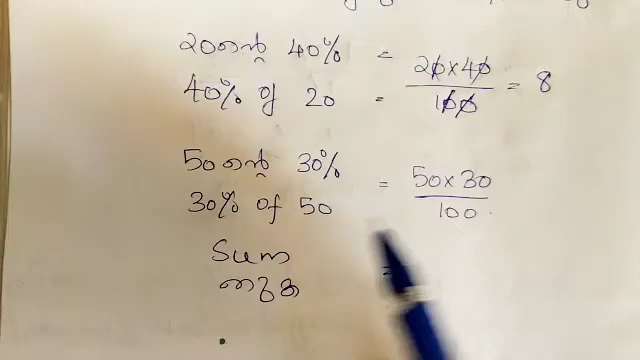 20ന്റെ 40% = 20×40/100 = 8
40% of 20 =
50ന്റെ 30% = 50×30/100
30% of 50
Sum
തുക =